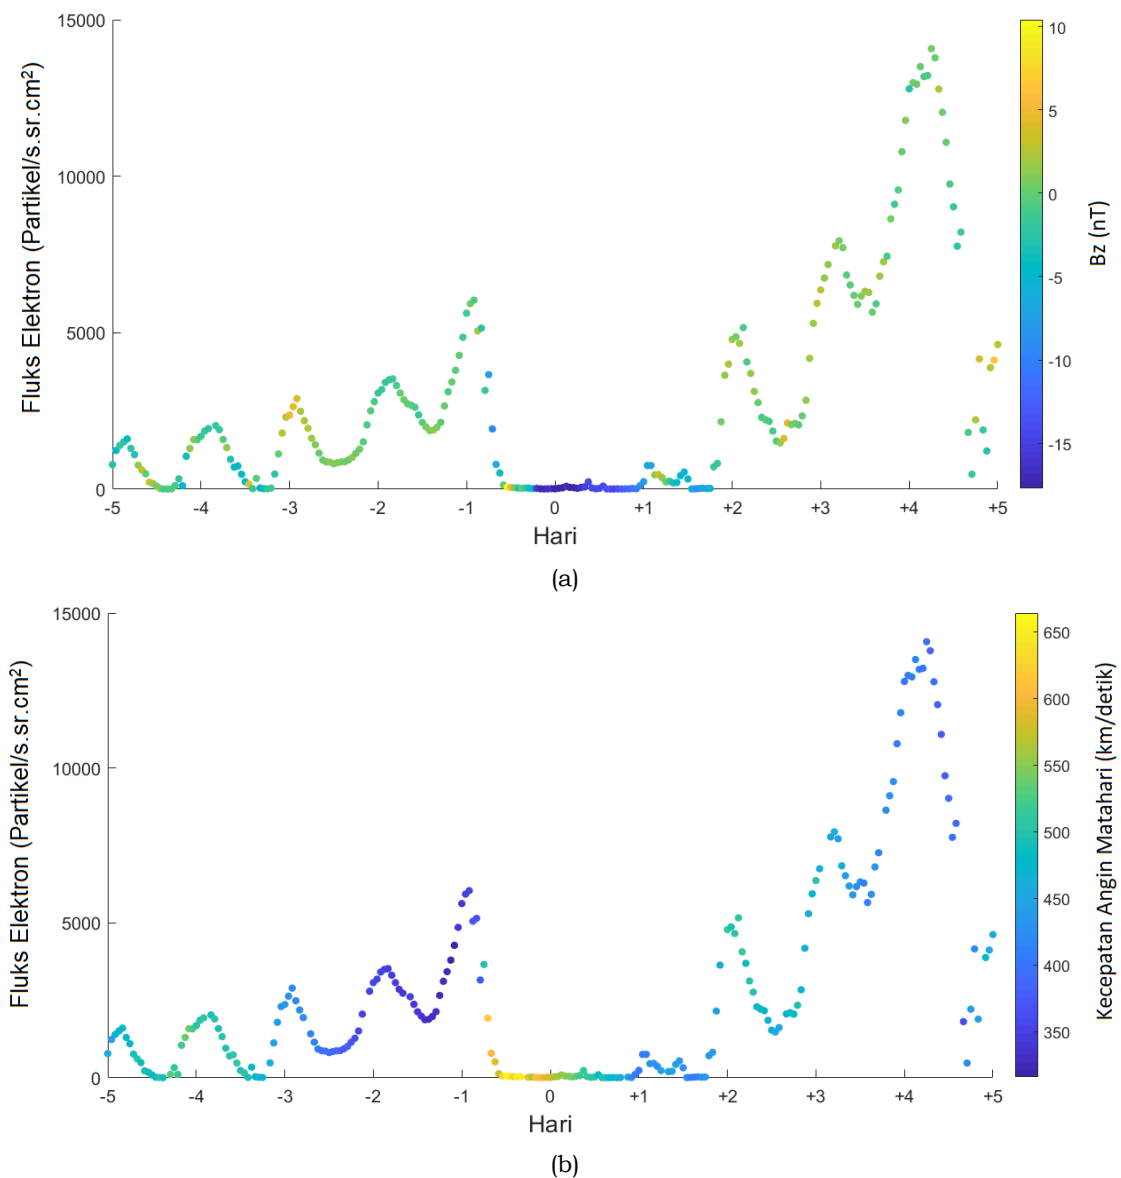 15000
10000
5000
0
Fluks Elektron (Partikel/s.sr.cm²)
-5 -4 -3 -2 -1 0 +1 +2 +3 +4 +5
Hari
10
5
0
-5
-10
-15
Bz (nT)
(a)
15000
10000
5000
0
Fluks Elektron (Partikel/s.sr.cm²)
-5 -4 -3 -2 -1 0 +1 +2 +3 +4 +5
Hari
650
600
550
500
450
400
350
Kecepatan Angin Matahari (km/detik)
(b)